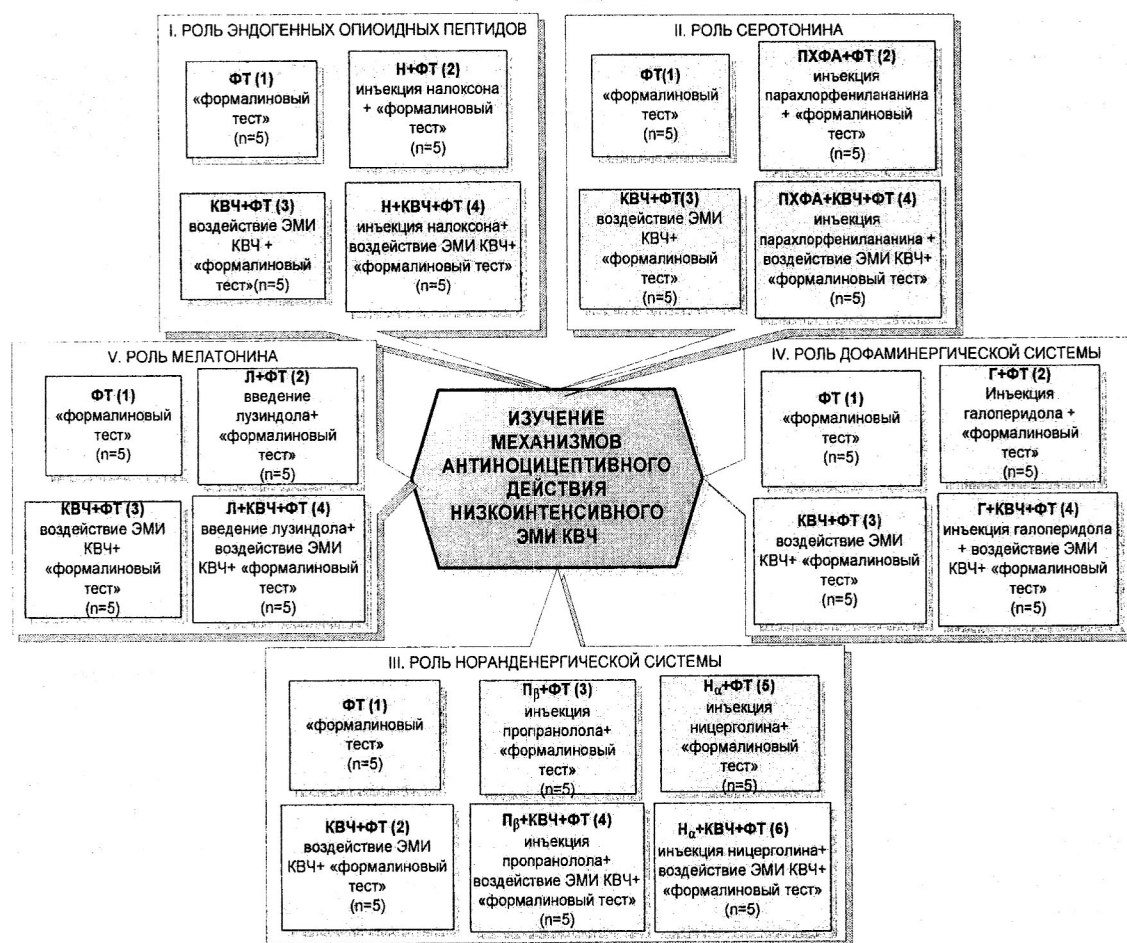 I. РОЛЬ ЭНДОГЕННЫХ ОПИОИДНЫХ ПЕПТИДОВ
ФТ (1)
«формалиновый
тест»
(n=5)
Н+ФТ (2)
инъекция налоксона
+ «формалиновый
тест»
(n=5)
КВЧ+ФТ (3)
воздействие ЭМИ
КВЧ +
«формалиновый
тест»(n=5)
Н+КВЧ+ФТ (4)
инъекция налоксона+
воздействие ЭМИ КВЧ+
«формалиновый тест»
(n=5)
II. РОЛЬ СЕРОТОНИНА
ФТ(1)
«формалиновый
тест»
(n=5)
ПХФА+ФТ (2)
инъекция
парахлорфенилананина
+ «формалиновый
тест»
(n=5)
КВЧ+ФТ(3)
воздействие ЭМИ
КВЧ+
«формалиновый
тест»
(n=5)
ПХФА+КВЧ+ФТ (4)
инъекция
парахлорфенилананина +
воздействие ЭМИ КВЧ+
«формалиновый тест»
(n=5)
V. РОЛЬ МЕЛАТОНИНА
ФТ (1)
«формалиновый
тест»
(n=5)
Л+ФТ (2)
введение
лузиндола+
«формалиновый
тест»
(n=5)
КВЧ+ФТ (3)
воздействие ЭМИ
КВЧ+
«формалиновый
тест»
(n=5)
Л+КВЧ+ФТ (4)
введение лузиндола+
воздействие ЭМИ
КВЧ+ «формалиновый
тест»
(n=5)
ИЗУЧЕНИЕ
МЕХАНИЗМОВ
АНТИНОЦИЦЕПТИВНОГО
ДЕЙСТВИЯ
НИЗКОИНТЕНСИВНОГО
ЭМИ КВЧ
IV. РОЛЬ ДОФАМИНЕРГИЧЕСКОЙ СИСТЕМЫ
ФТ (1)
«формалиновый
тест»
(n=5)
Г+ФТ (2)
Инъекция
галоперидола +
«формалиновый
тест»
(n=5)
КВЧ+ФТ (3)
воздействие ЭМИ
КВЧ+ «формалиновый
тест»
(n=5)
Г+КВЧ+ФТ (4)
инъекция галоперидола
+ воздействие ЭМИ
КВЧ+ «формалиновый
тест»
(n=5)
III. РОЛЬ НОРАНДЕНЕРГИЧЕСКОЙ СИСТЕМЫ
ФТ (1)
«формалиновый
тест»
(n=5)
Пβ+ФТ (3)
инъекция
пропранолола+
«формалиновый
тест»
(n=5)
Нα+ФТ (5)
инъекция
ницерголина+
«формалиновый
тест»
(n=5)
КВЧ+ФТ (2)
воздействие ЭМИ
КВЧ+ «формалиновый
тест»
(n=5)
Пβ+КВЧ+ФТ (4)
инъекция
пропранолола+
воздействие ЭМИ КВЧ+
«формалиновый тест»
(n=5)
Нα+КВЧ+ФТ (6)
инъекция ницерголина+
воздействие ЭМИ КВЧ+
«формалиновый тест»
(n=5)